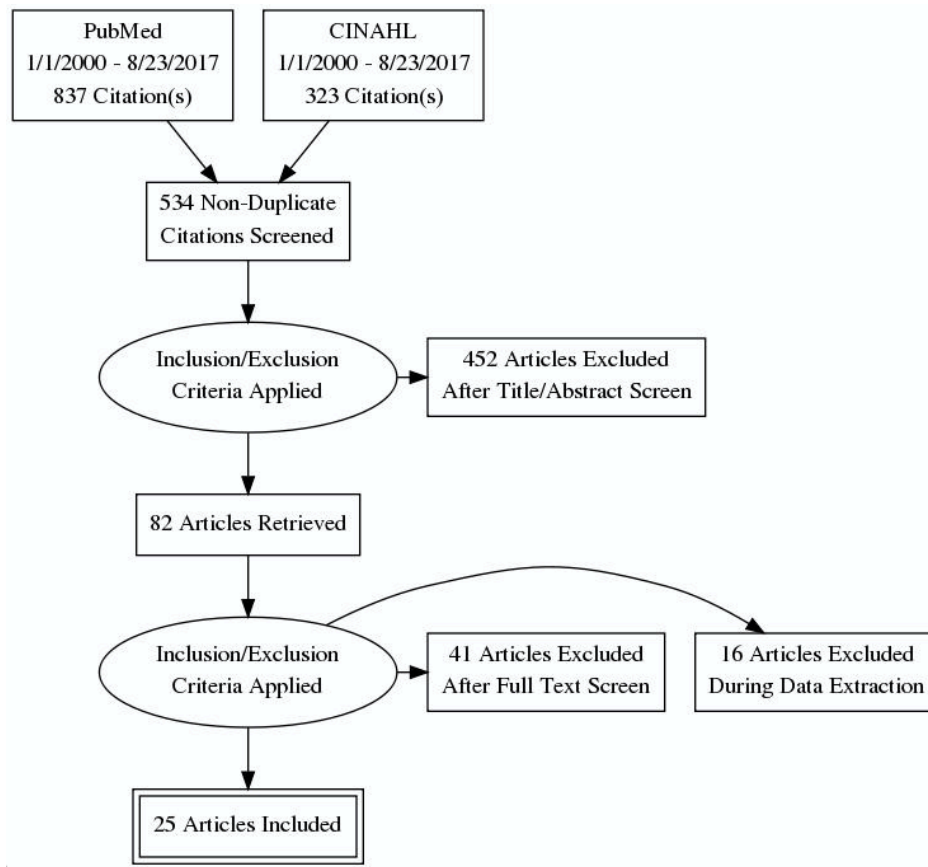 PubMed
1/1/2000 - 8/23/2017
837 Citation(s)
CINAHL
1/1/2000 - 8/23/2017
323 Citation(s)
534 Non-Duplicate
Citations Screened
Inclusion/Exclusion
Criteria Applied
452 Articles Excluded
After Title/Abstract Screen
82 Articles Retrieved
Inclusion/Exclusion
Criteria Applied
41 Articles Excluded
After Full Text Screen
16 Articles Excluded
During Data Extraction
25 Articles Included